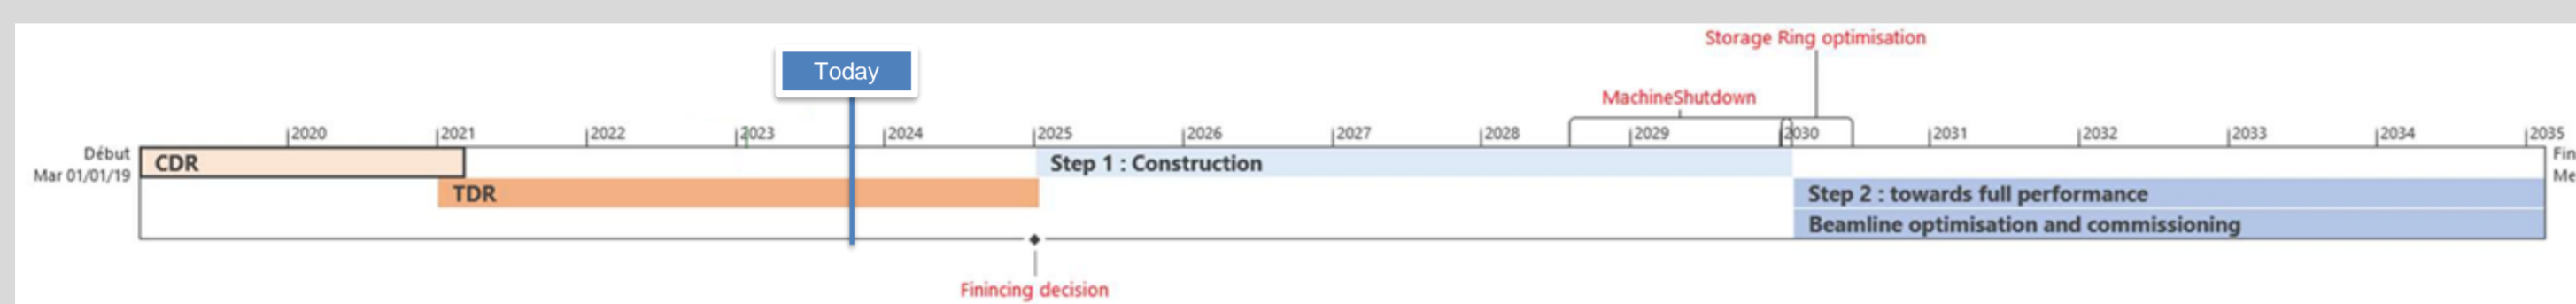 Storage Ring optimisation
Today
MachineShutdown
2020 2021 2022 2023 2024 2025 2026 2027 2028 2029 2030 2031 2032 2033 2034 2035
Début
Mar 01/01/19
CDR
Step 1 : Construction
Fin
Me
TDR
Step 2 : towards full performance
Beamline optimisation and commissioning
Finincing decision